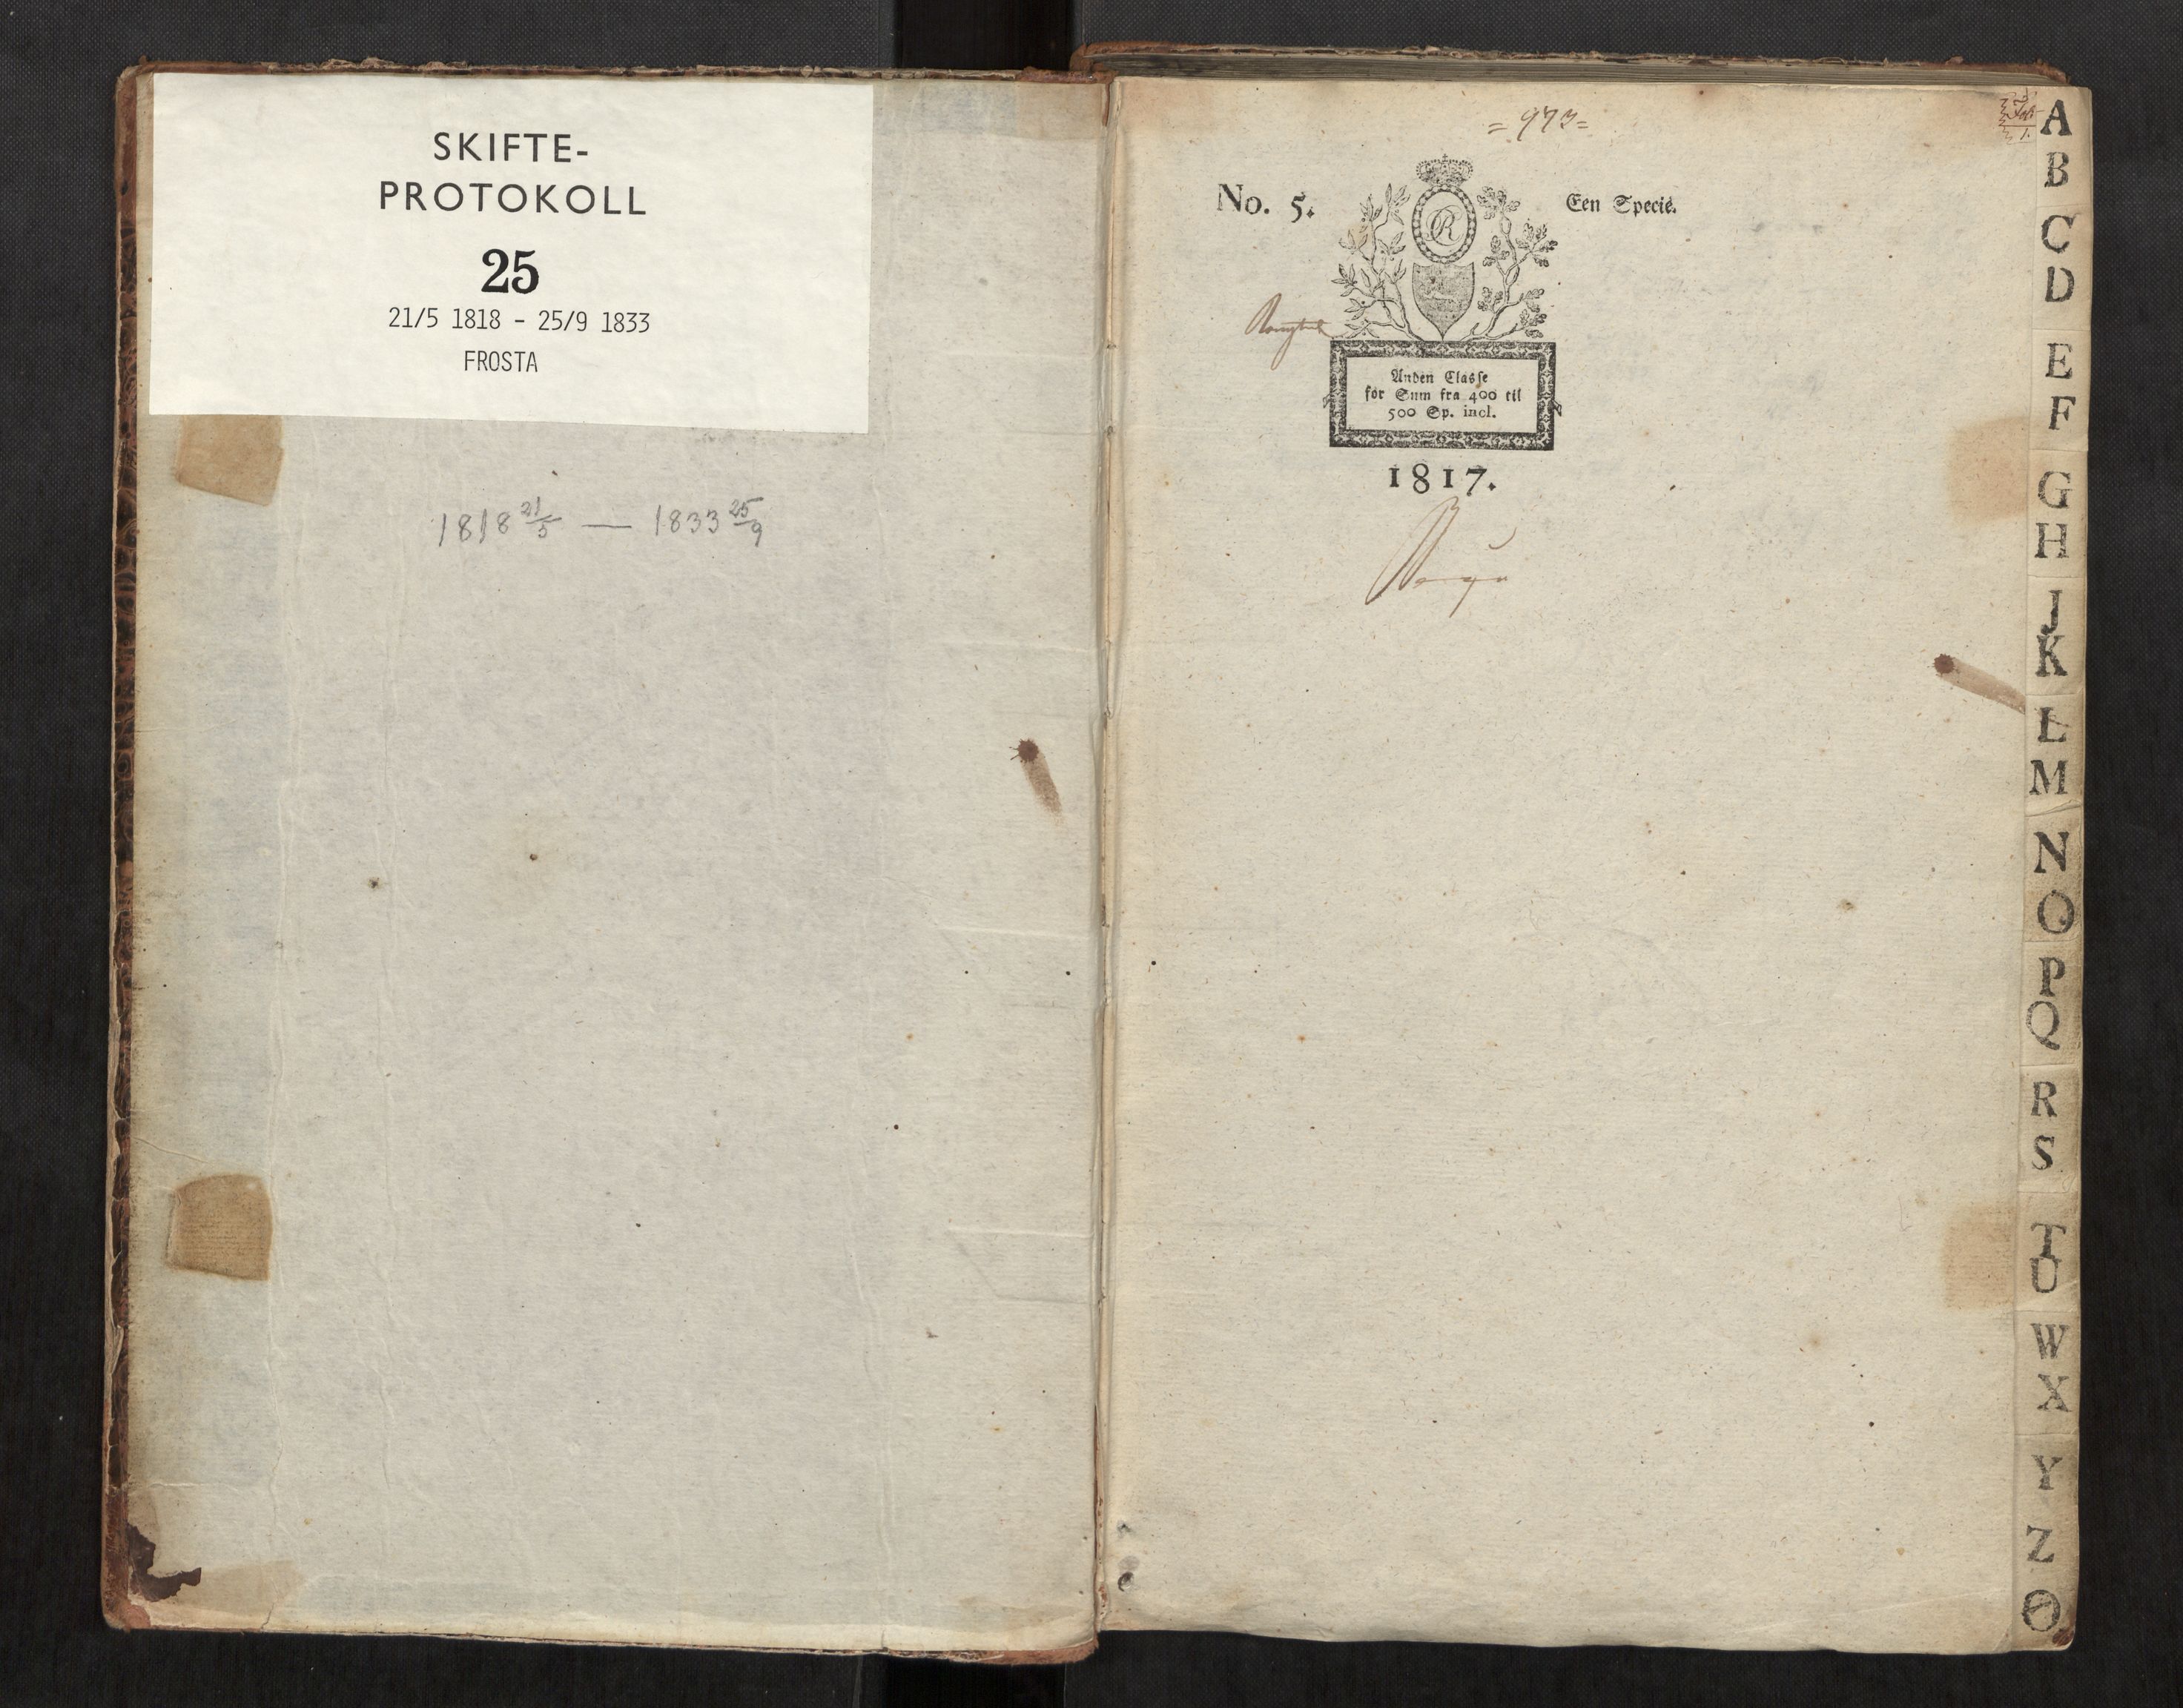 SKIFTE-
PROTOKOLL
25
21/5 1818 - 25/9 1833
FROSTA
1818 21/5 — 1833 25/9
= 973 =
No. 5.
Een Specie.
R
Anden Classe
for Sum fra 400 til
500 Sp. incl.
1817.
A
B
C
D
E
F
G
H
J
K
L
M
N
O
P
Q
R
S
T
U
W
X
Y
Z
Ø